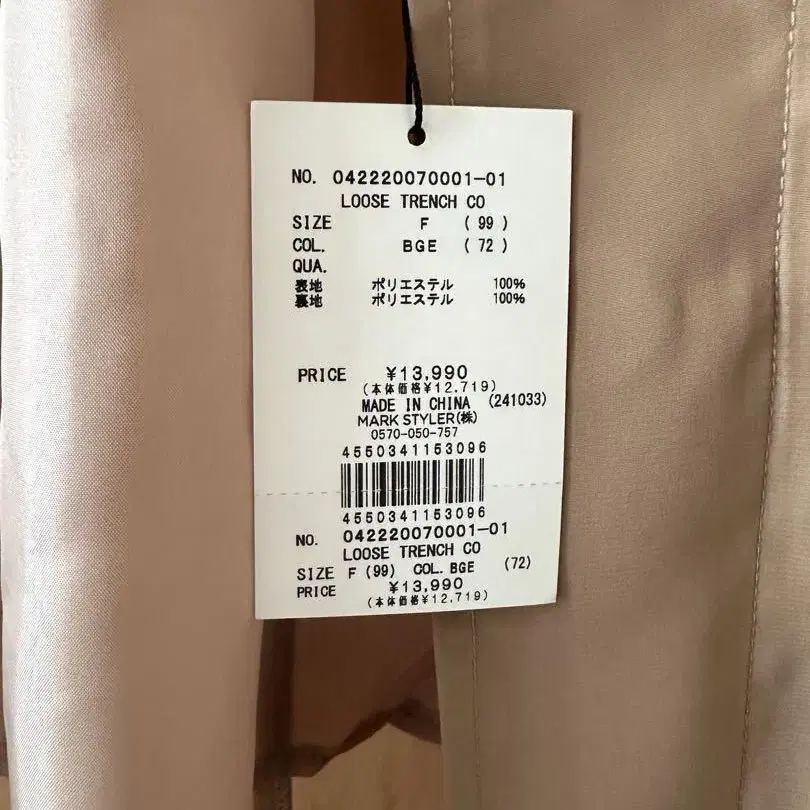 NO. 042220070001-01
LOOSE TRENCH CO
SIZE F (99)
COL. BGE (72)
QUA.
表地 ポリエステル 100%
裏地 ポリエステル 100%
PRICE ¥13,990
(本体価格¥12,719)
MADE IN CHINA (241033)
MARK STYLER(株)
0570-050-757
4550341153096
4550341153096
NO. 042220070001-01
LOOSE TRENCH CO
SIZE F (99) COL. BGE (72)
PRICE ¥13,990
(本体価格¥12,719)